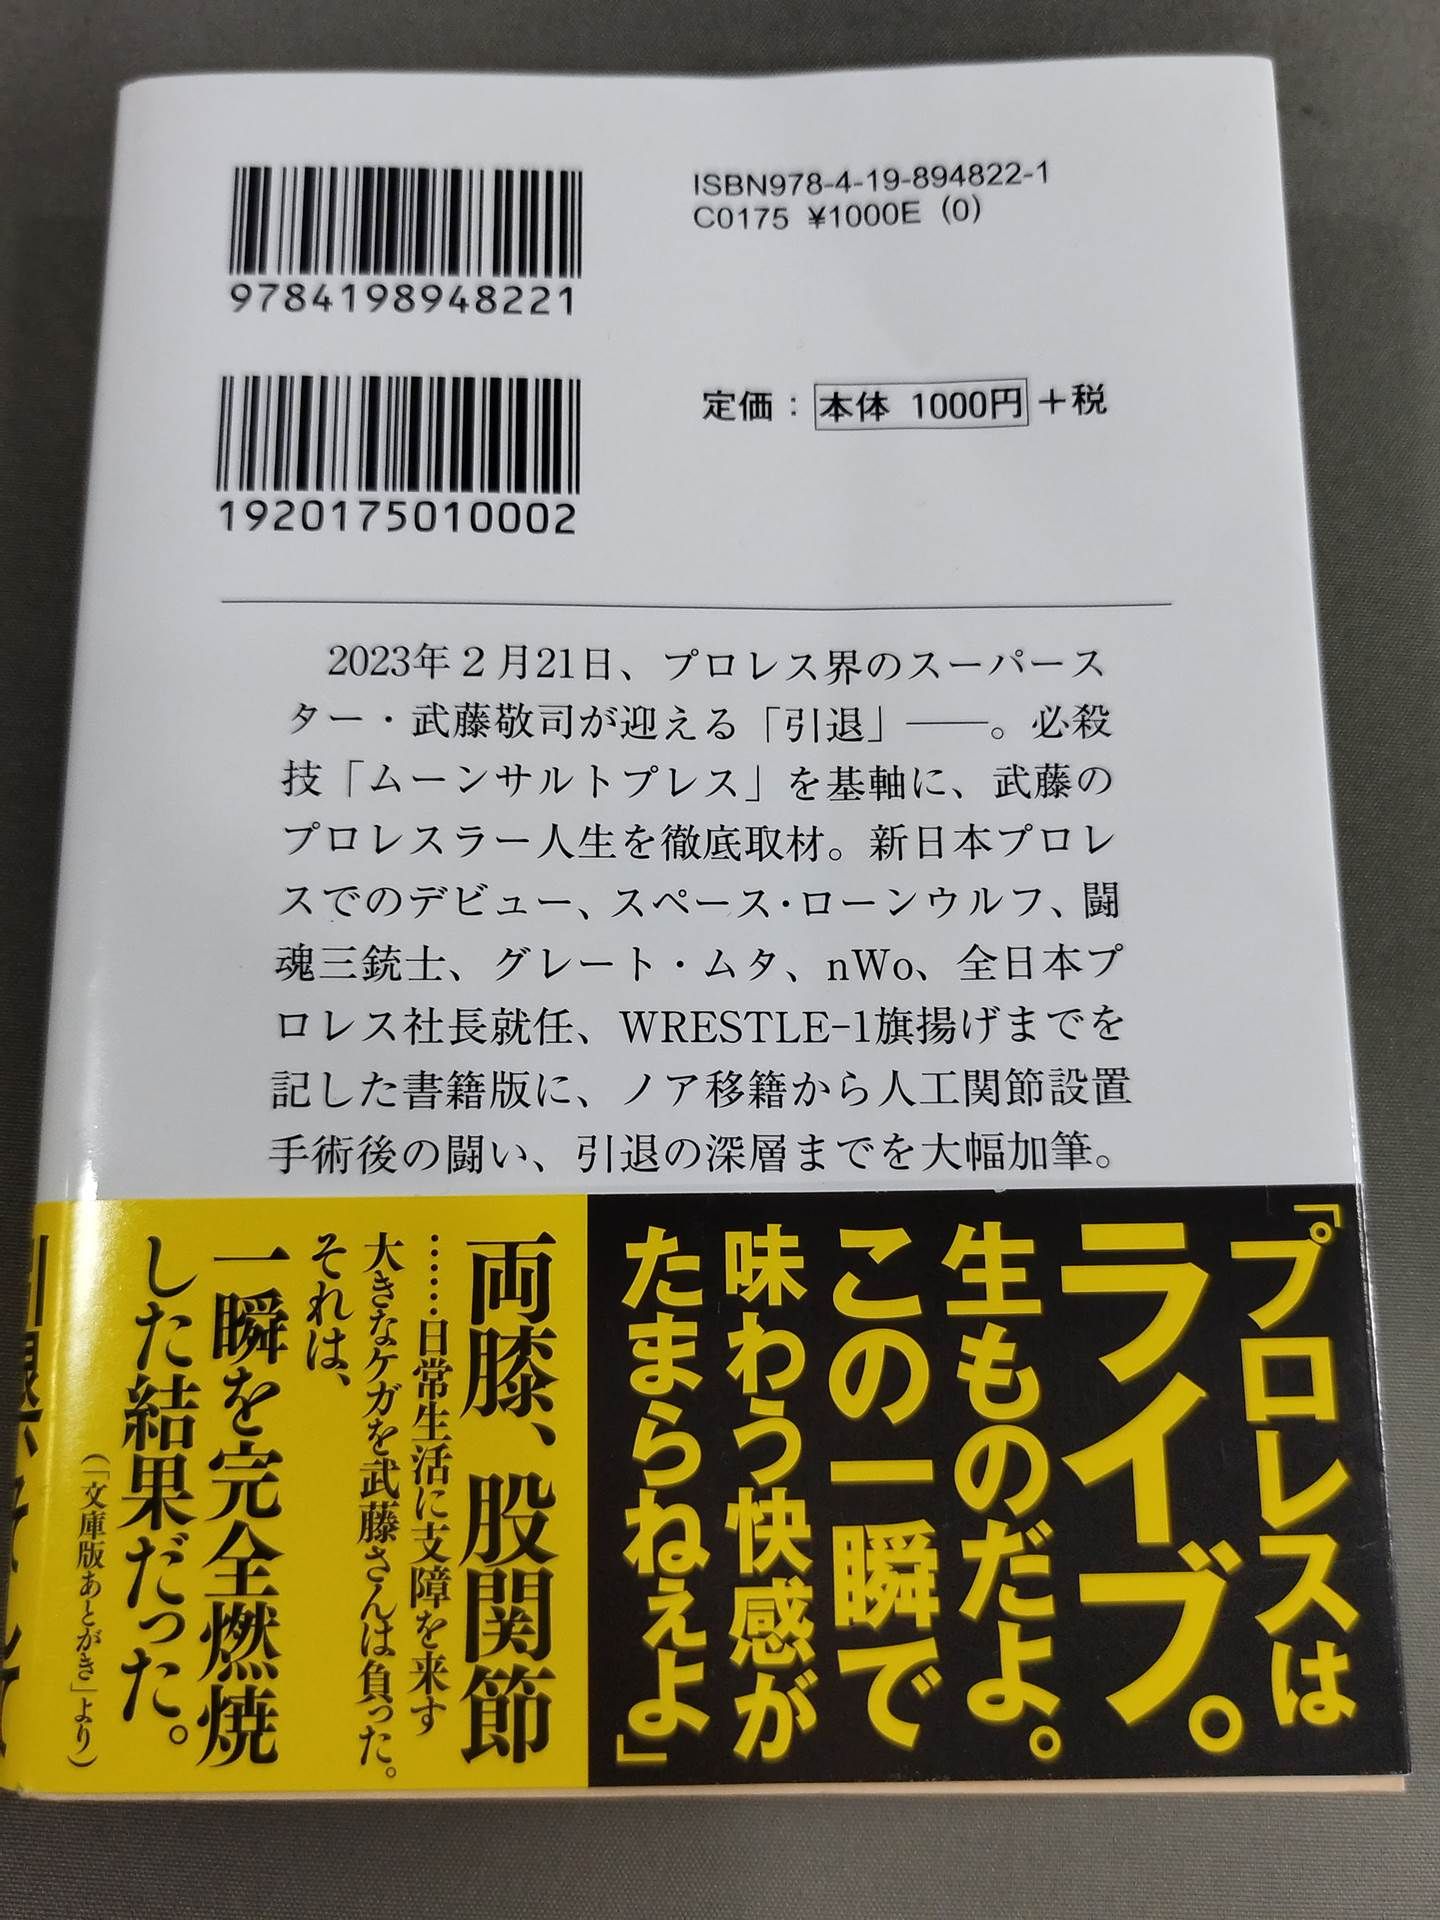 9784198948221
ISBN978-4-19-894822-1
C0175 ¥1000E (0)
1920175010002
定価：本体 1000円＋税
2023年２月21日、プロレス界のスーパース
ター・武藤敬司が迎える「引退」――。必殺
技「ムーンサルトプレス」を基軸に、武藤の
プロレスラー人生を徹底取材。新日本プロレ
スでのデビュー、スペース・ローンウルフ、闘
魂三銃士、グレート・ムタ、nWo、全日本プ
ロレス社長就任、WRESTLE-1旗揚げまでを
記した書籍版に、ノア移籍から人工関節設置
手術後の闘い、引退の深層までを大幅加筆。
「プロレスは
ライブ。
生ものだよ。
この一瞬で
味わう快感が
たまらねぇよ」
両膝、股関節
……日常生活に支障を来す
大きなケガを武藤さんは負った。
それは、
一瞬を完全燃焼
した結果だった。
（「文庫版あとがき」より）